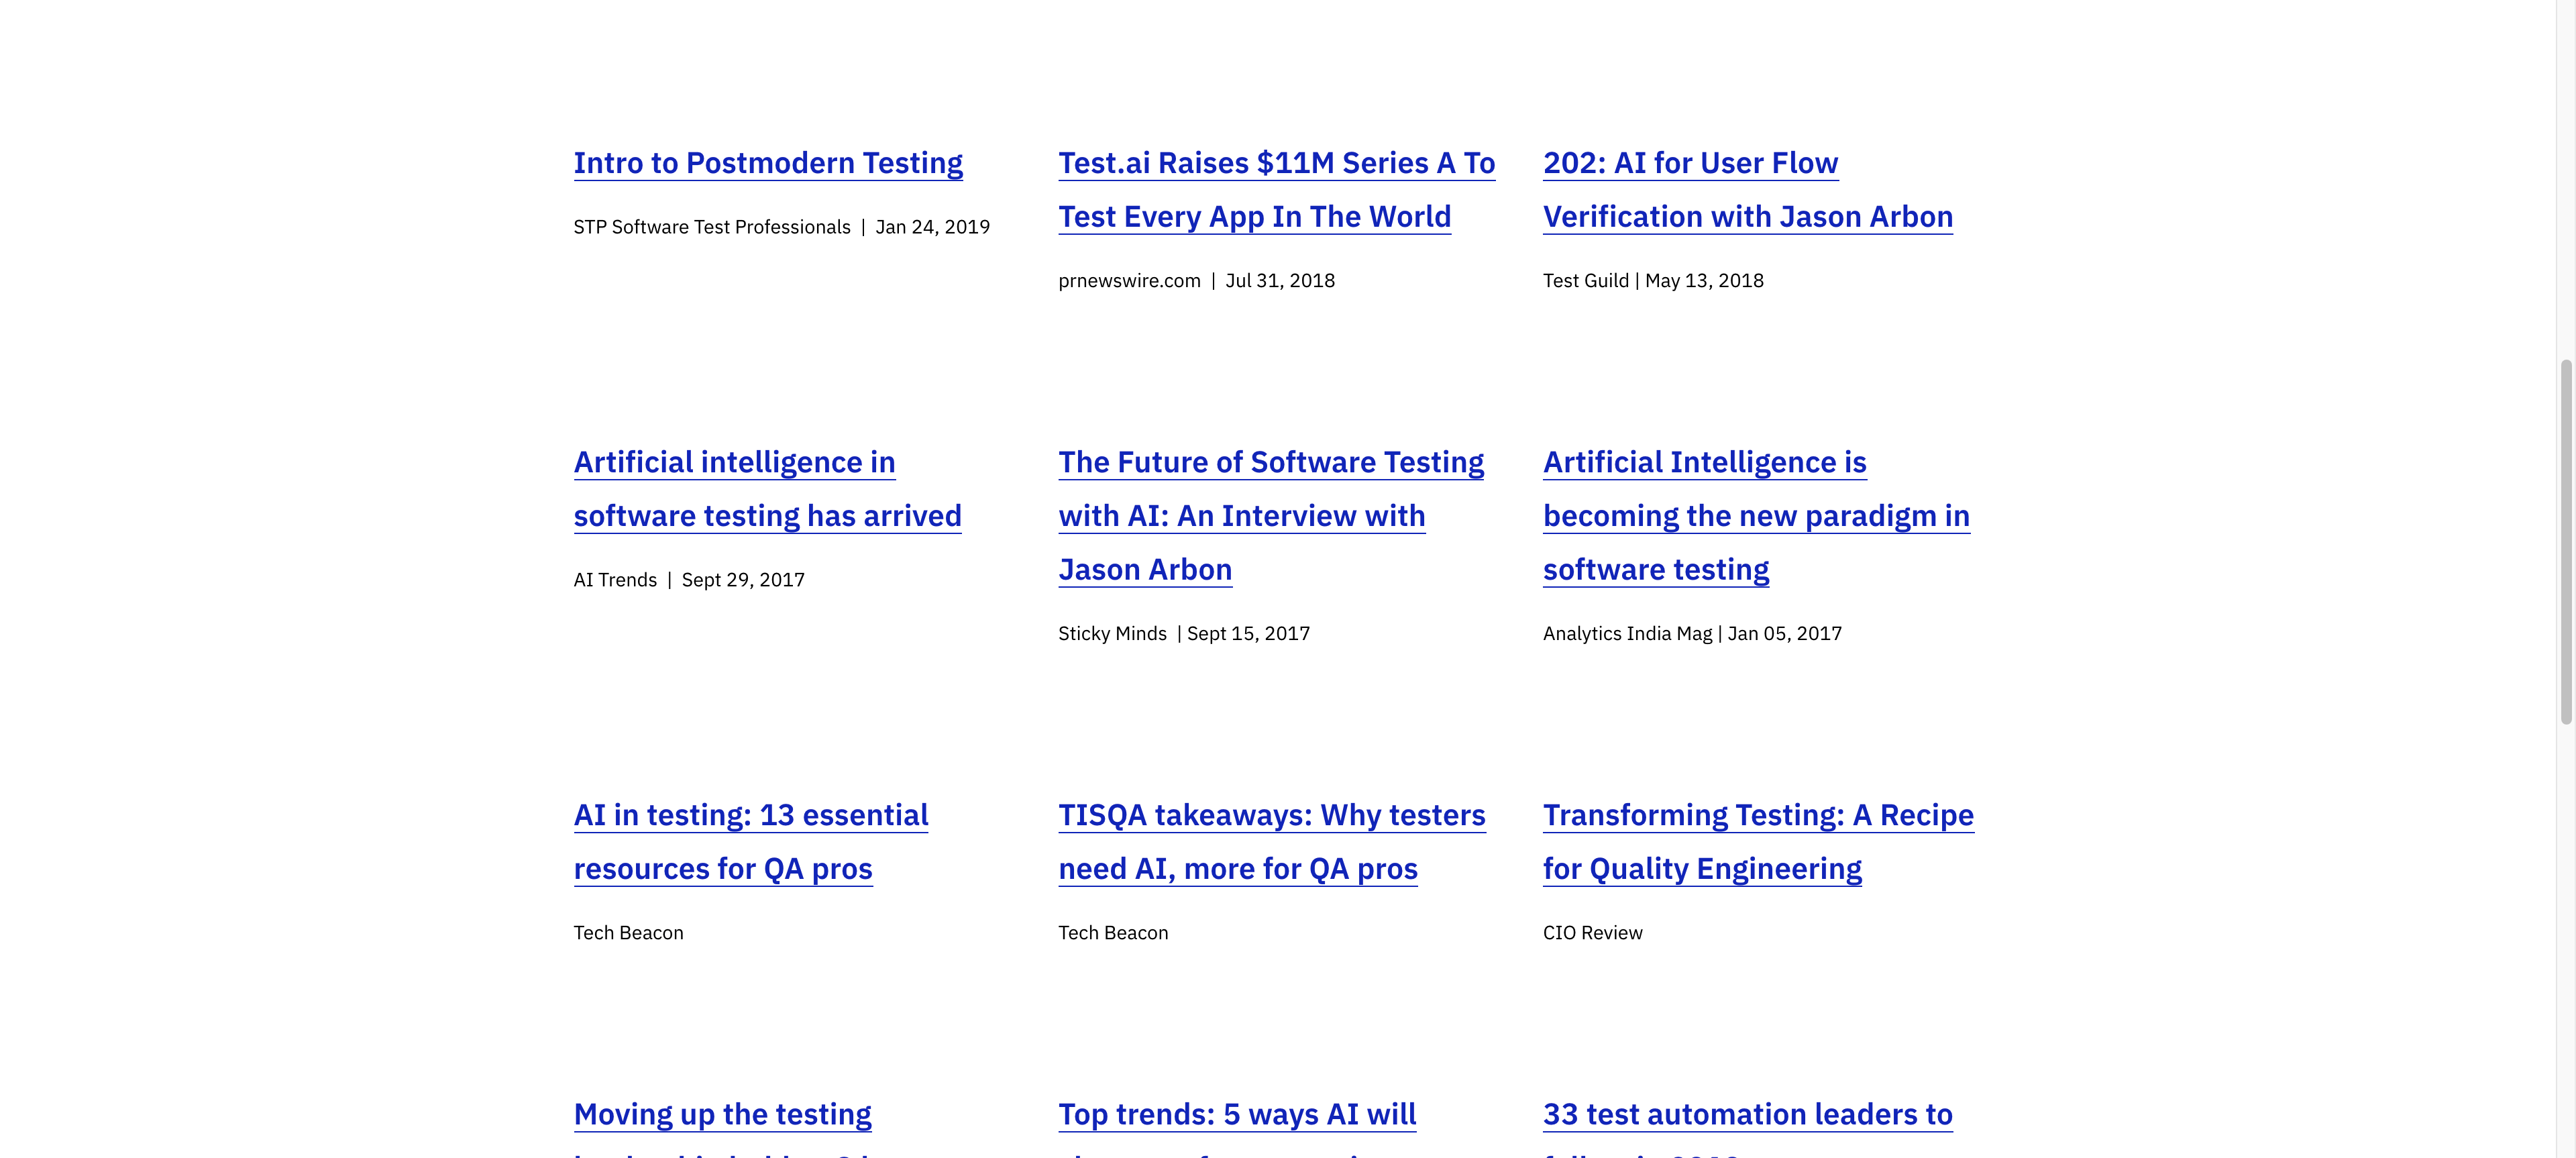 Intro to Postmodern Testing
STP Software Test Professionals | Jan 24, 2019
Test.ai Raises $11M Series A To
Test Every App In The World
prnewswire.com | Jul 31, 2018
202: AI for User Flow
Verification with Jason Arbon
Test Guild | May 13, 2018
Artificial intelligence in
software testing has arrived
AI Trends | Sept 29, 2017
The Future of Software Testing
with AI: An Interview with
Jason Arbon
Sticky Minds | Sept 15, 2017
Artificial Intelligence is
becoming the new paradigm in
software testing
Analytics India Mag | Jan 05, 2017
AI in testing: 13 essential
resources for QA pros
Tech Beacon
TISQA takeaways: Why testers
need AI, more for QA pros
Tech Beacon
Transforming Testing: A Recipe
for Quality Engineering
CIO Review
Moving up the testing
Top trends: 5 ways AI will
33 test automation leaders to